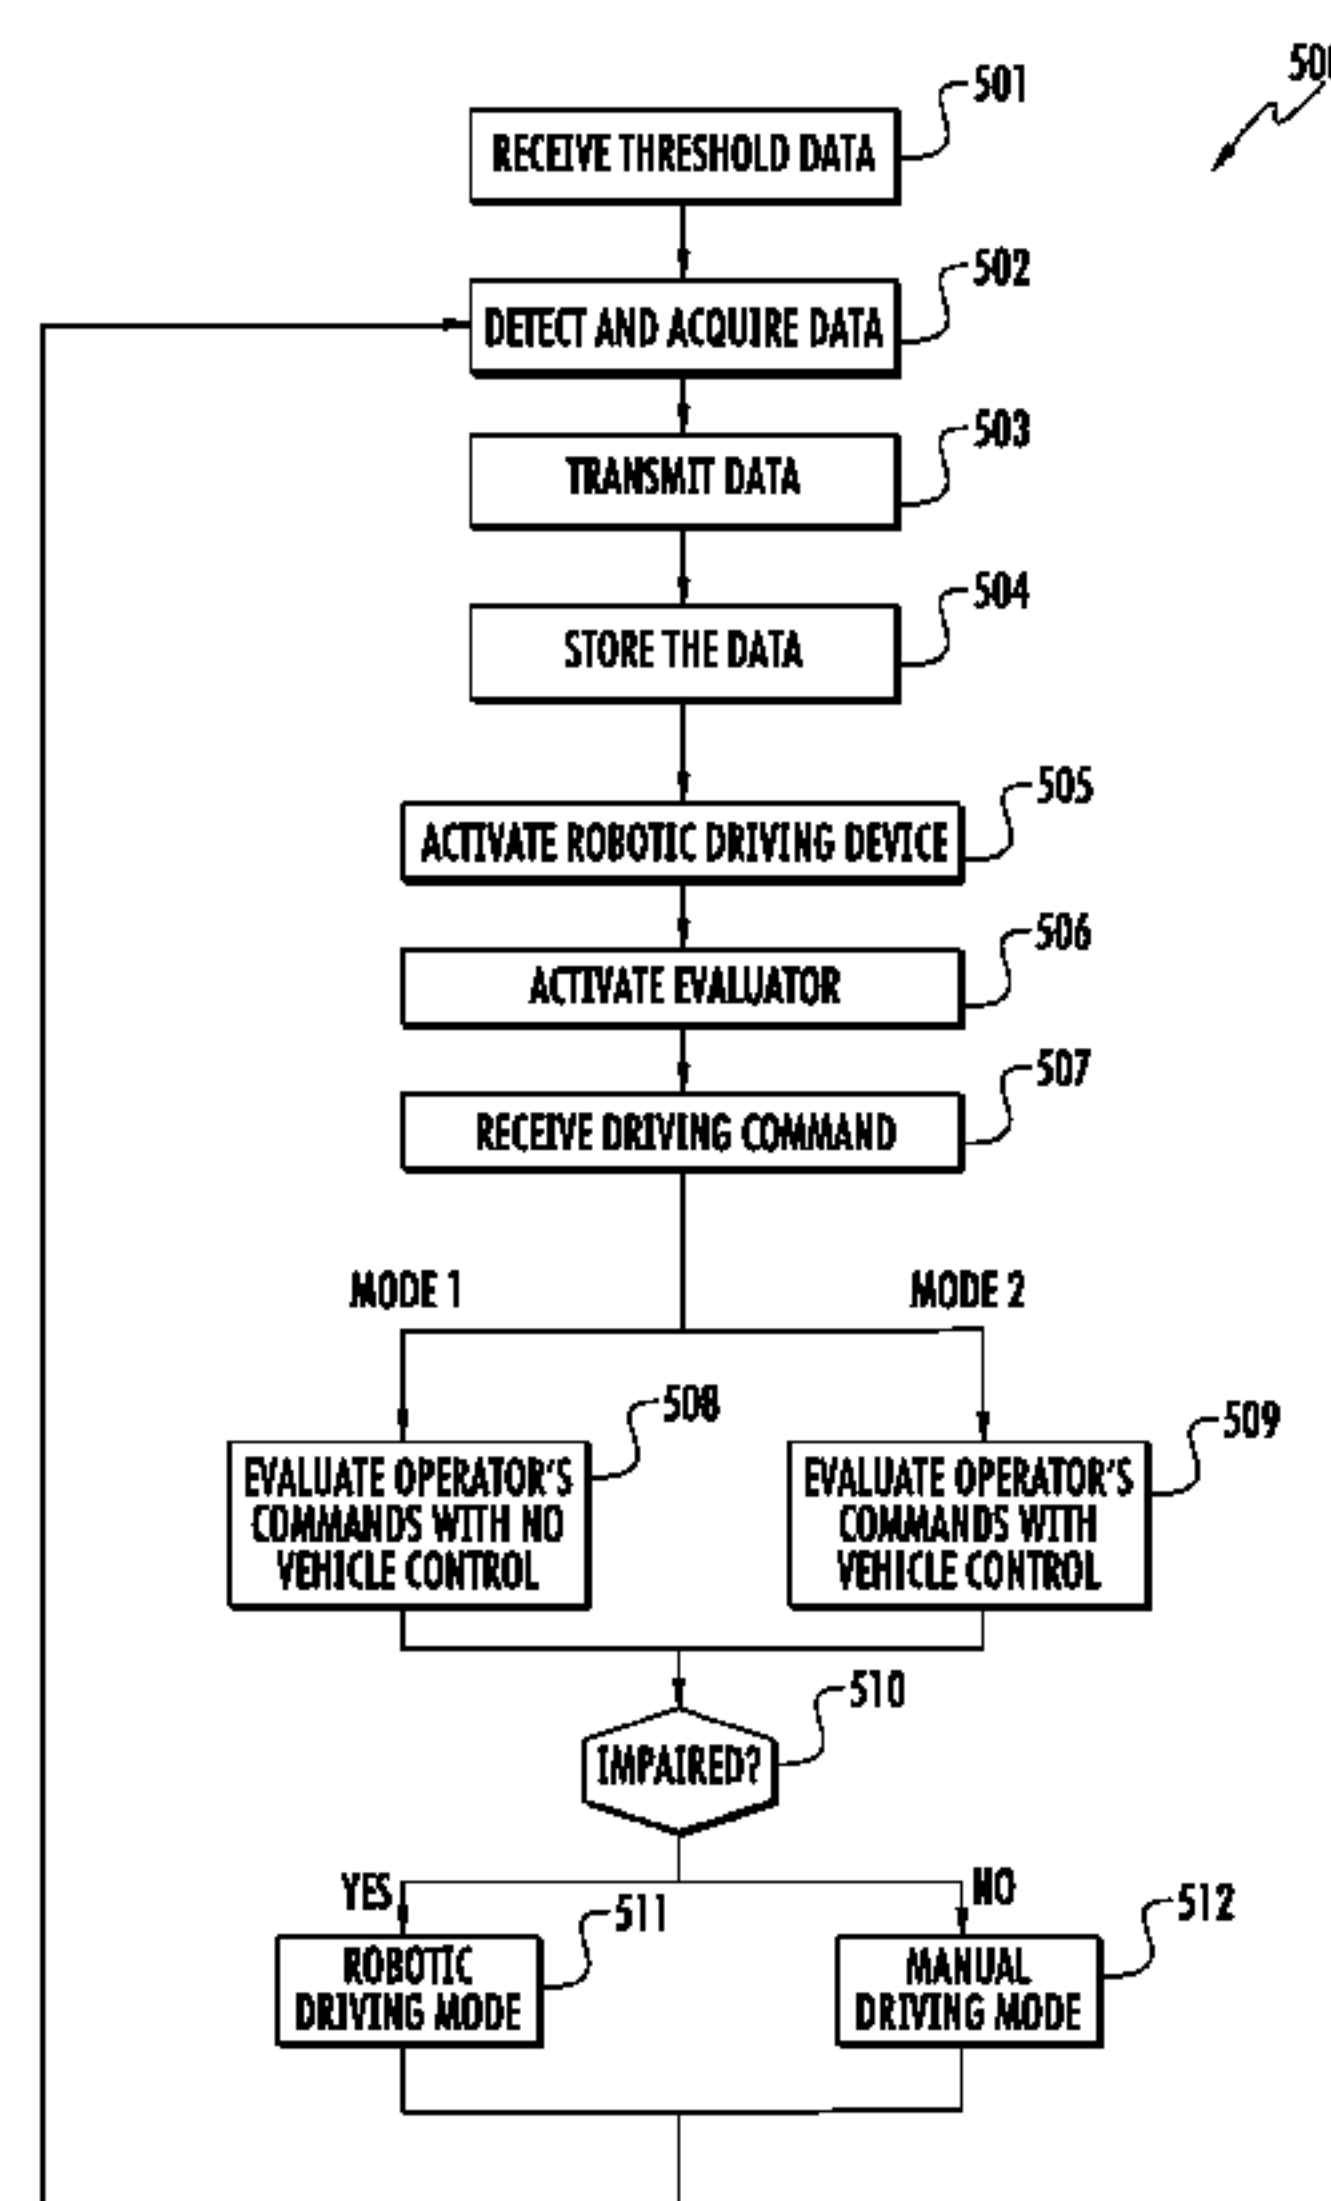 501
500
RECEIVE THRESHOLD DATA
502
DETECT AND ACQUIRE DATA
503
TRANSMIT DATA
504
STORE THE DATA
505
ACTIVATE ROBOTIC DRIVING DEVICE
506
ACTIVATE EVALUATOR
507
RECEIVE DRIVING COMMAND
MODE 1
MODE 2
508
EVALUATE OPERATOR'S
COMMANDS WITH NO
VEHICLE CONTROL
509
EVALUATE OPERATOR'S
COMMANDS WITH
VEHICLE CONTROL
510
IMPAIRED?
YES
NO
511
ROBOTIC
DRIVING MODE
512
MANUAL
DRIVING MODE